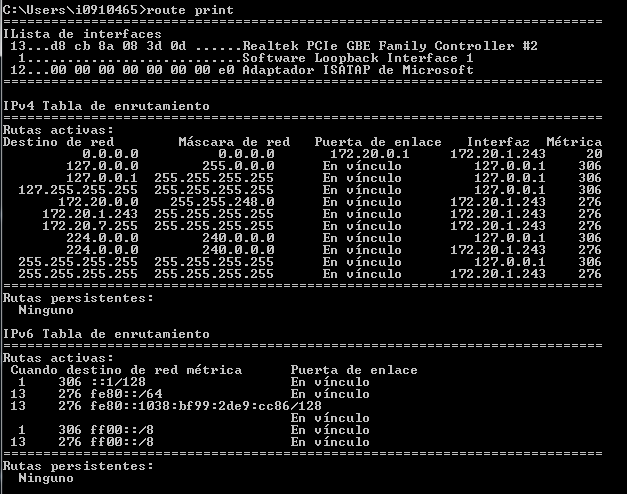 C:\Users\i0910465>route print
===========================================================================
ILista de interfaces
 13...d8 cb 8a 08 3d 0d ......Realtek PCIe GBE Family Controller #2
  1...........................Software Loopback Interface 1
 12...00 00 00 00 00 00 00 e0 Adaptador ISATAP de Microsoft
===========================================================================
IPv4 Tabla de enrutamiento
===========================================================================
Rutas activas:
Destino de red        Máscara de red   Puerta de enlace   Interfaz  Métrica
0.0.0.0          0.0.0.0       172.20.0.1     172.20.1.243     20
127.0.0.0        255.0.0.0      En vínculo         127.0.0.1    306
127.0.0.1  255.255.255.255      En vínculo         127.0.0.1    306
127.255.255.255  255.255.255.255      En vínculo         127.0.0.1    306
172.20.0.0    255.255.248.0      En vínculo      172.20.1.243    276
172.20.1.243  255.255.255.255      En vínculo      172.20.1.243    276
172.20.7.255  255.255.255.255      En vínculo      172.20.1.243    276
224.0.0.0        240.0.0.0      En vínculo         127.0.0.1    306
224.0.0.0        240.0.0.0      En vínculo      172.20.1.243    276
255.255.255.255  255.255.255.255      En vínculo         127.0.0.1    306
255.255.255.255  255.255.255.255      En vínculo      172.20.1.243    276
===========================================================================
Rutas persistentes:
  Ninguno
IPv6 Tabla de enrutamiento
===========================================================================
Rutas activas:
 Cuando destino de red métrica      Puerta de enlace
  1    306 ::1/128                  En vínculo
 13    276 fe80::/64                En vínculo
 13    276 fe80::1038:bf99:2de9:cc86/128
                                    En vínculo
  1    306 ff00::/8                 En vínculo
 13    276 ff00::/8                 En vínculo
===========================================================================
Rutas persistentes:
  Ninguno